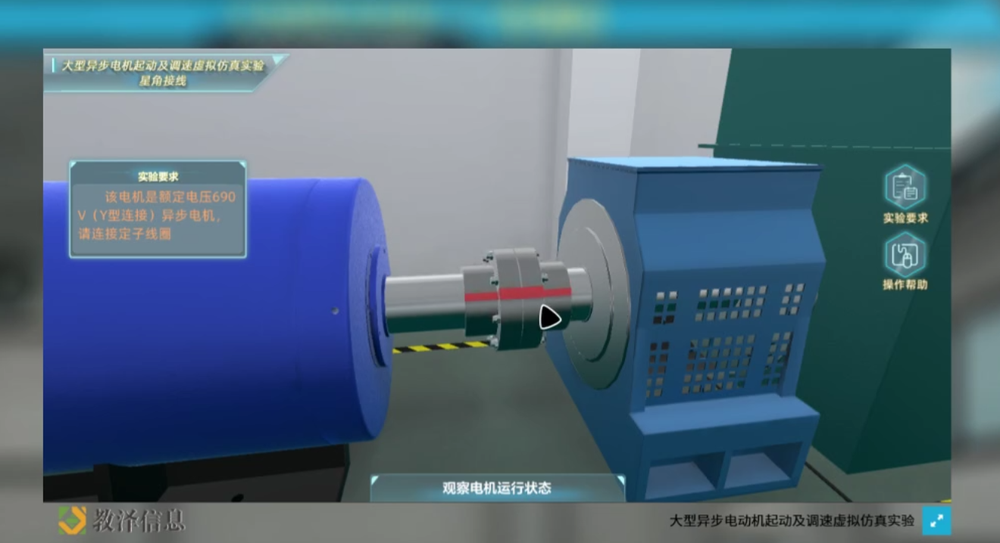 大型异步电机起动及调速虚拟仿真实验
星角接线
实验要求
该电机是额定电压690
V（Y型连接）异步电机，
请连接定子线圈
实验要求
操作帮助
观察电机运行状态
教泽信息
大型异步电动机起动及调速虚拟仿真实验